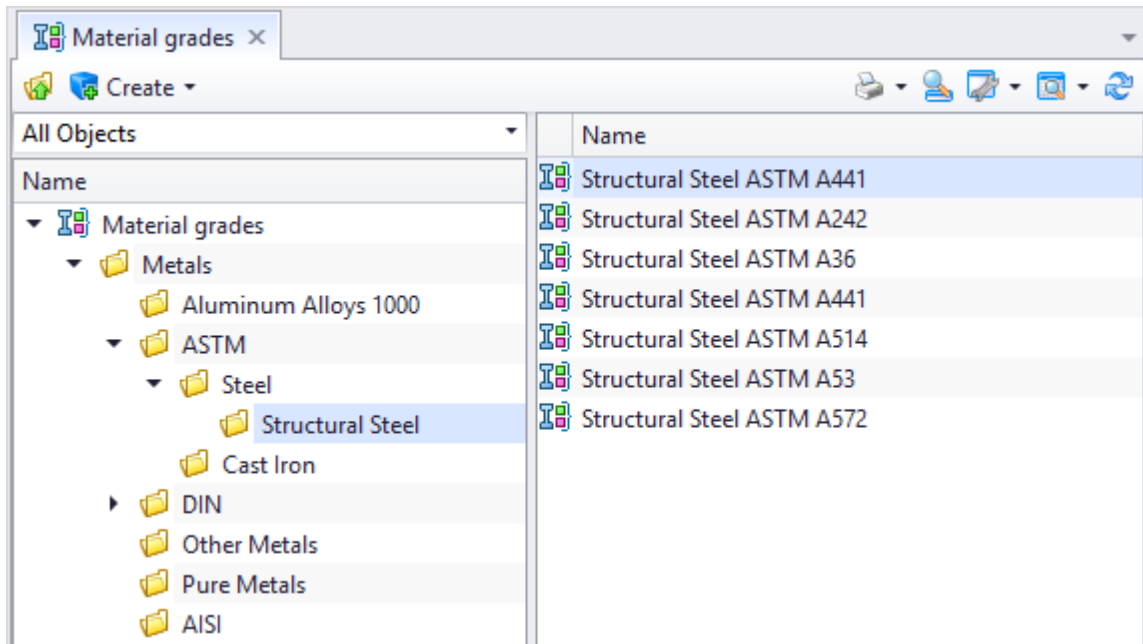 Material grades
Create
All Objects
Name
Material grades
Metals
Aluminum Alloys 1000
ASTM
Steel
Structural Steel
Cast Iron
DIN
Other Metals
Pure Metals
AISI
Name
Structural Steel ASTM A441
Structural Steel ASTM A242
Structural Steel ASTM A36
Structural Steel ASTM A441
Structural Steel ASTM A514
Structural Steel ASTM A53
Structural Steel ASTM A572